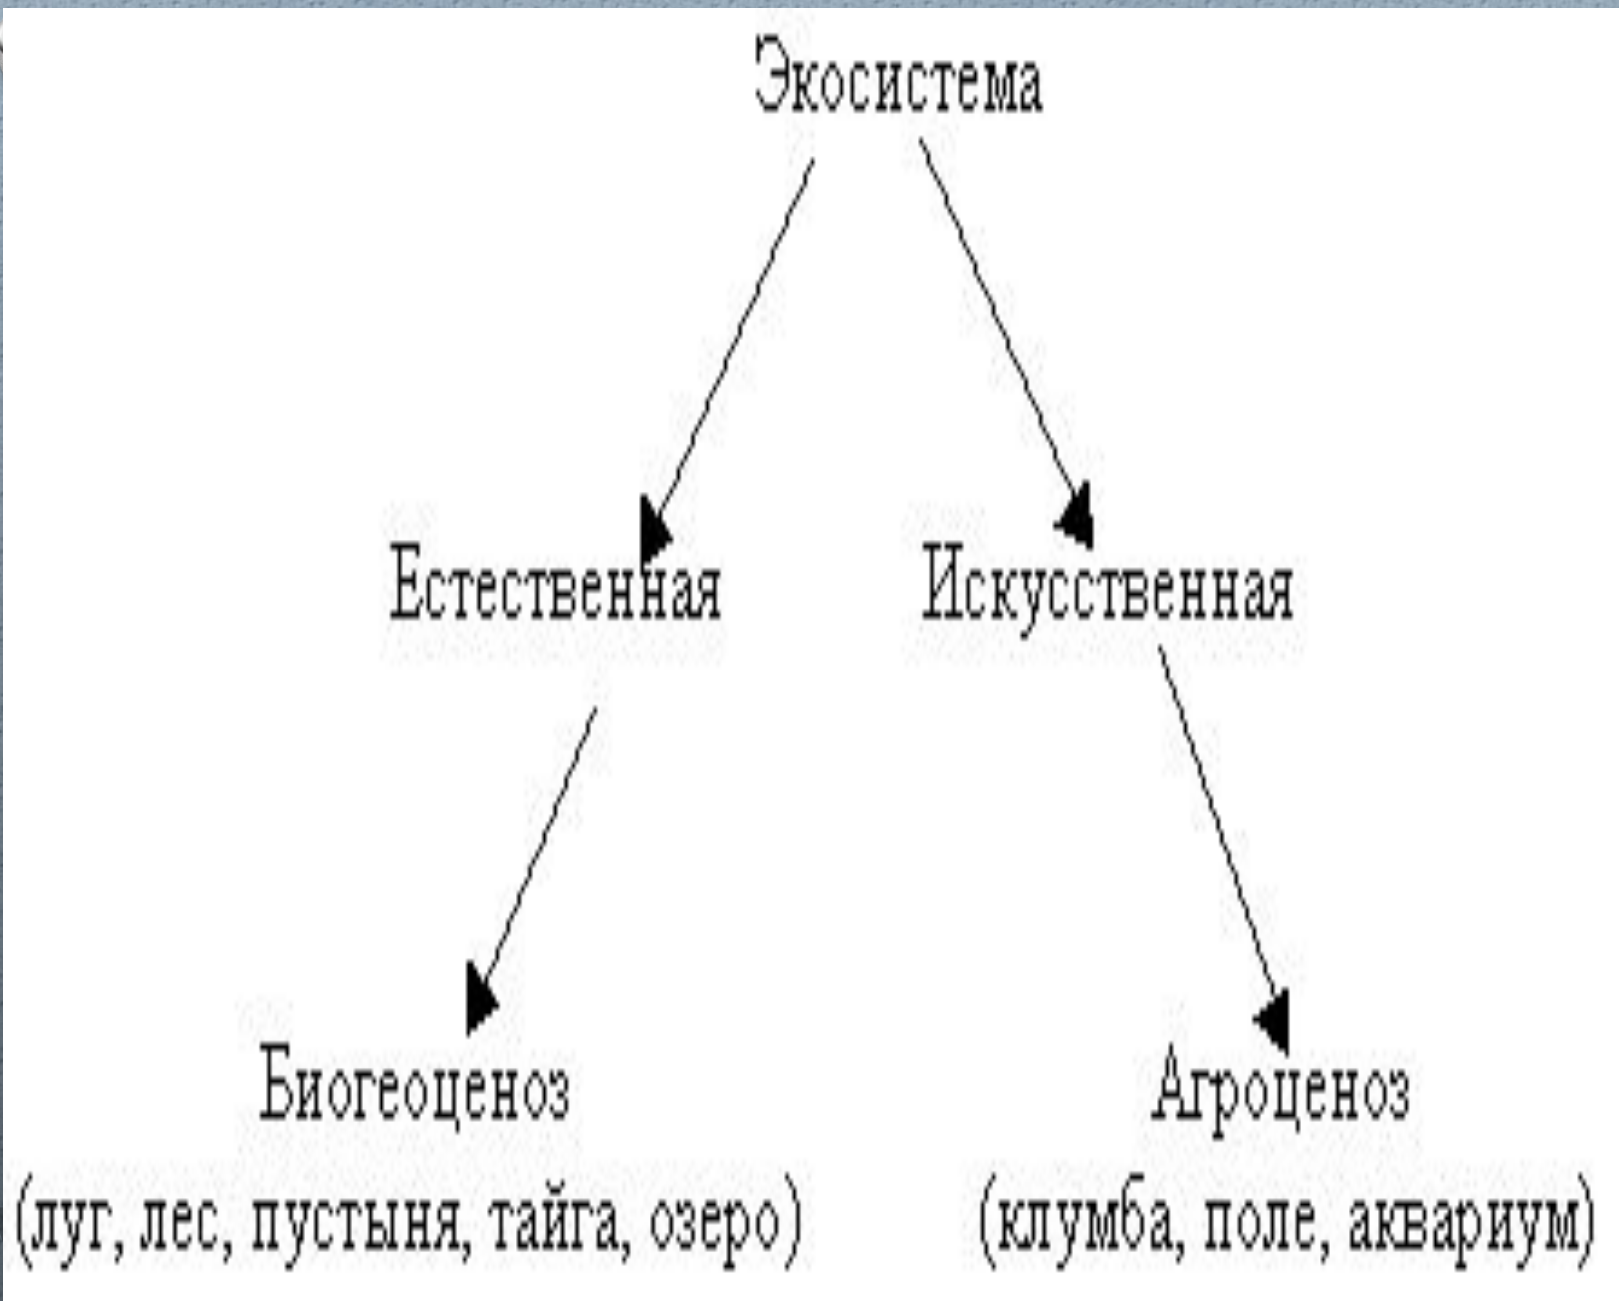 Экосистема
Естественная Искусственная
Биогеоценоз Агроценоз
(луг, лес, пустыня, тайга, озеро) (клумба, поле, аквариум)